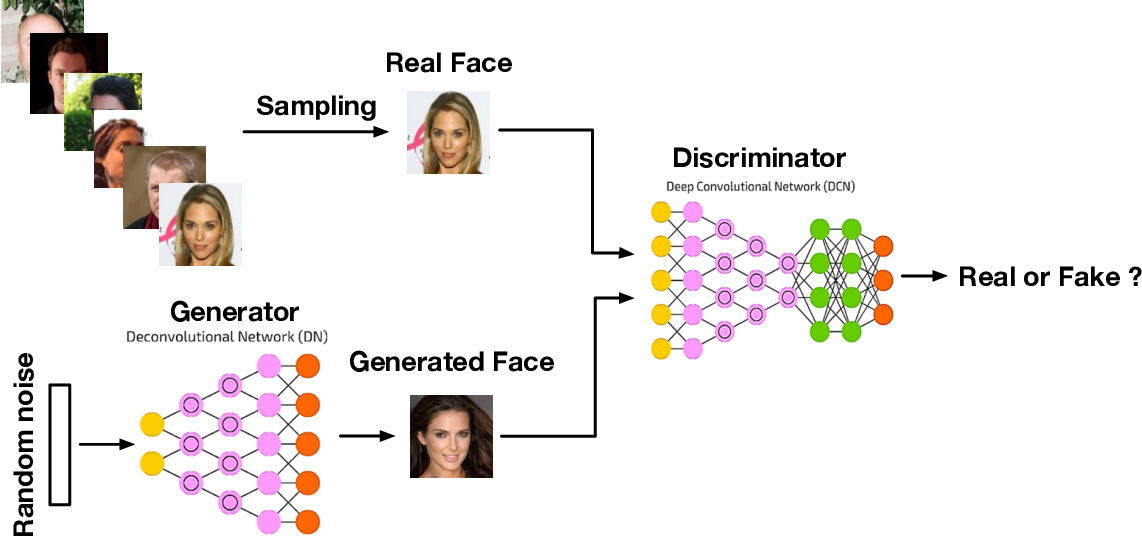 Real Face
Sampling
Discriminator
Deep Convolutional Network (DCN)
Real or Fake ?
Generator
Deconvolutional Network (DN)
Generated Face
Random noise